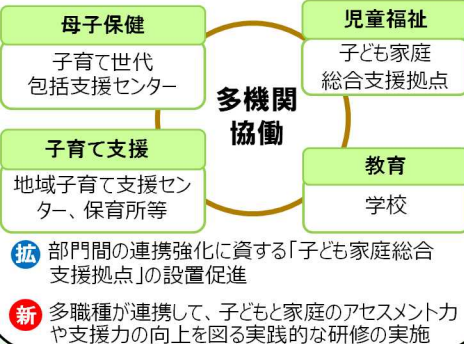 母子保健
子育て世代
包括支援センター
児童福祉
子ども家庭
総合支援拠点
多機関
協働
子育て支援
地域子育て支援セン
ター、保育所等
教育
学校
拡 部門間の連携強化に資する「子ども家庭総合
支援拠点」の設置促進
新 多職種が連携して、子どもと家庭のアセスメント力
や支援力の向上を図る実践的な研修の実施